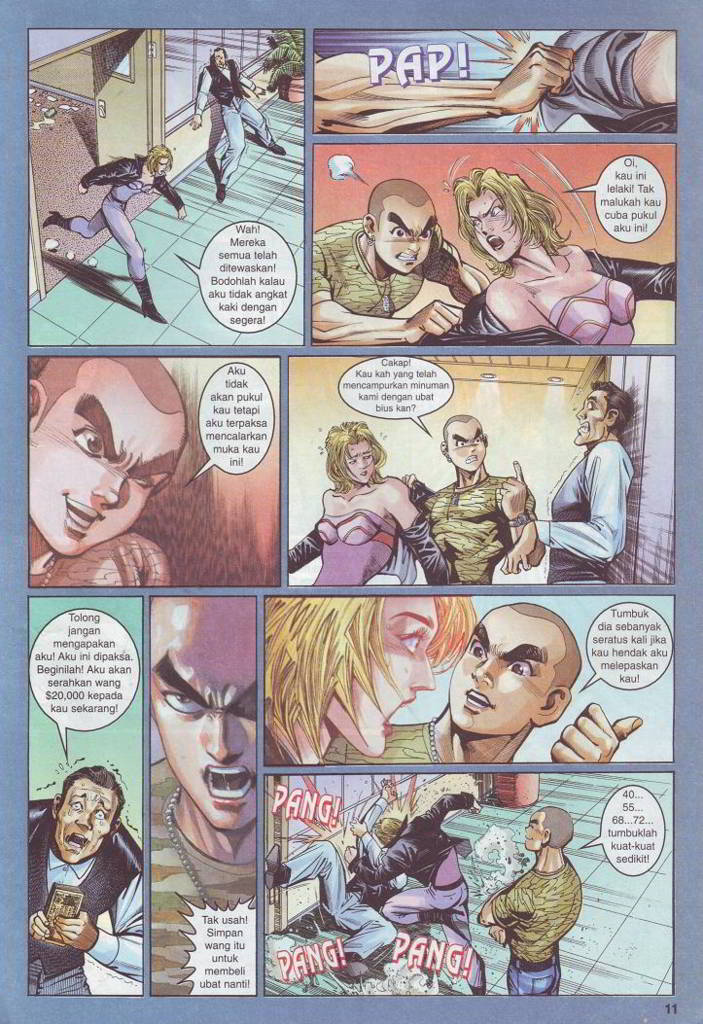 Wah!
Mereka
semua telah
ditewaskan!
Bodohlah kalau
aku tidak angkat
kaki dengan
segera!
PAP!
Oi,
kau ini
lelaki! Tak
malukah kau
cuba pukul
aku ini!
Aku
tidak
akan pukul
kau tetapi
aku terpaksa
mencalarkan
muka kau
ini!
Cakap!
Kau kah yang telah
mencampurkan minuman
kami dengan ubat
bius kan?
Tolong
jangan
mengapakan
aku! Aku ini dipaksa.
Beginilah! Aku akan
serahkan wang
$20,000 kepada
kau sekarang!
Tak usah!
Simpan
wang itu
untuk
membeli
ubat nanti!
Tumbuk
dia sebanyak
seratus kali jika
kau hendak aku
melepaskan
kau!
PANG!
PANG!
PANG!
PANG!
40...
55...
68...72...
tumbuklah
kuat-kuat
sedikit!
11